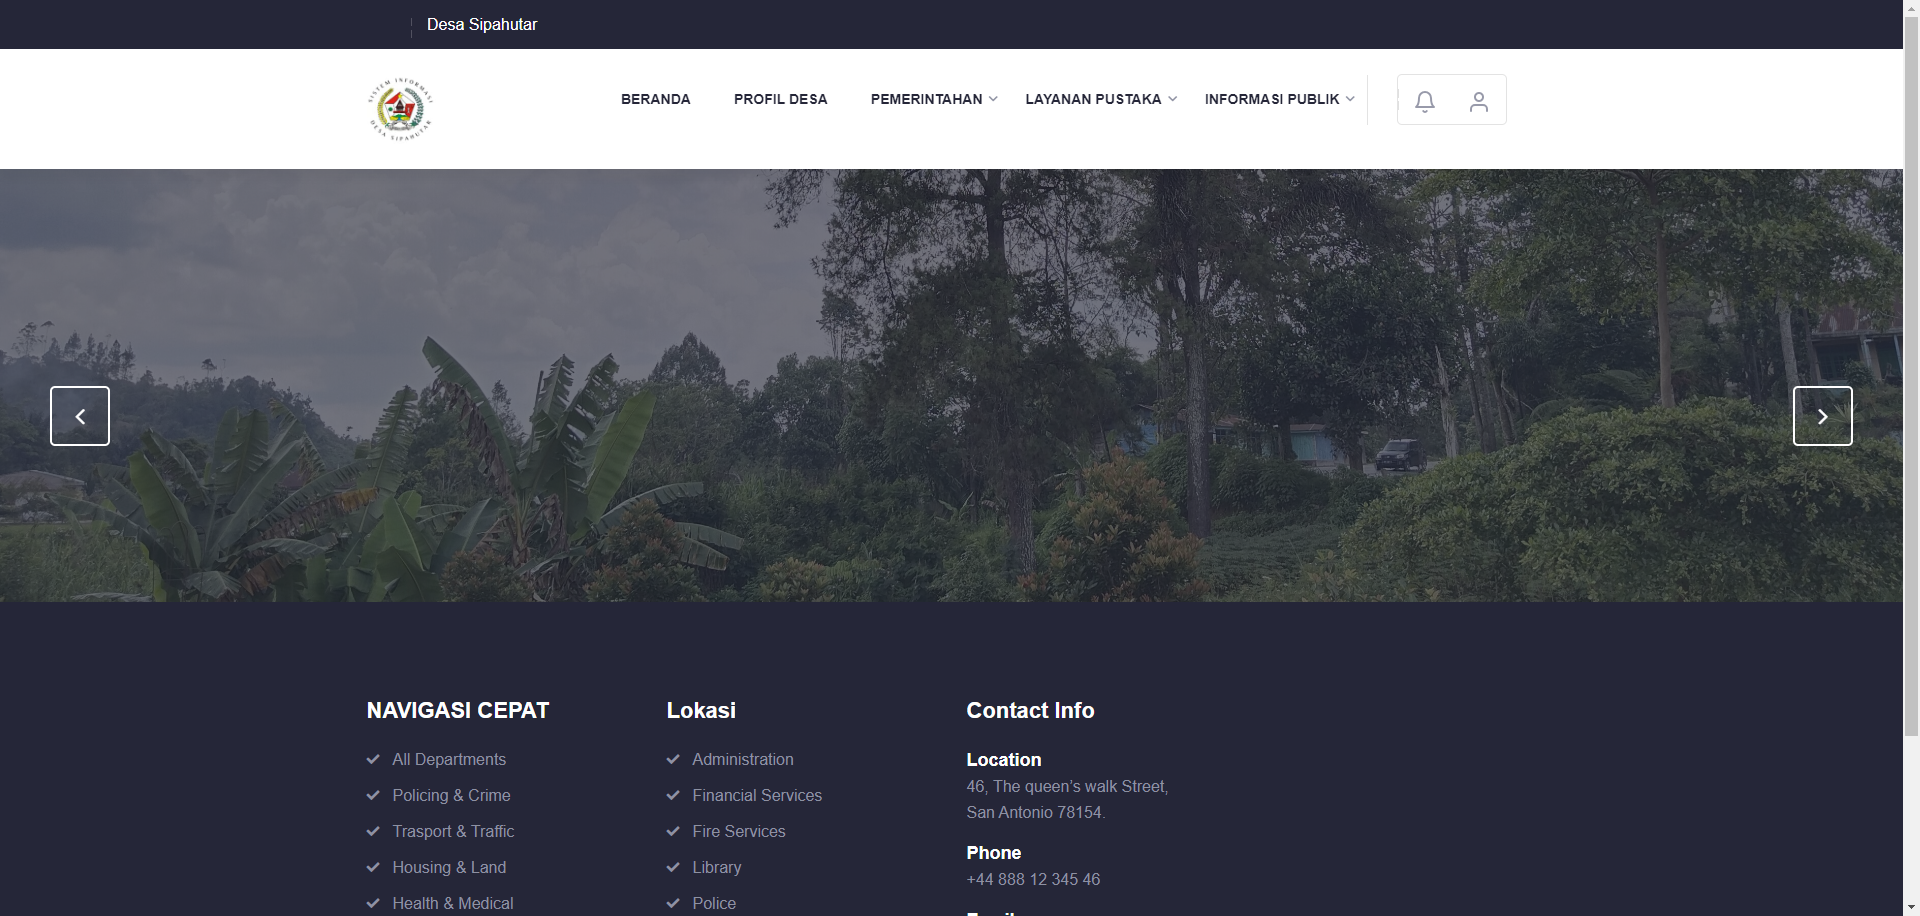 Desa Sipahutar
SISTEM INFORMASI
DESA SIPAHUTAR
BERANDA
PROFIL DESA
PEMERINTAHAN
LAYANAN PUSTAKA
INFORMASI PUBLIK
NAVIGASI CEPAT
All Departments
Policing & Crime
Trasport & Traffic
Housing & Land
Health & Medical
Lokasi
Administration
Financial Services
Fire Services
Library
Police
Contact Info
Location
46, The queen’s walk Street,
San Antonio 78154.
Phone
+44 888 12 345 46